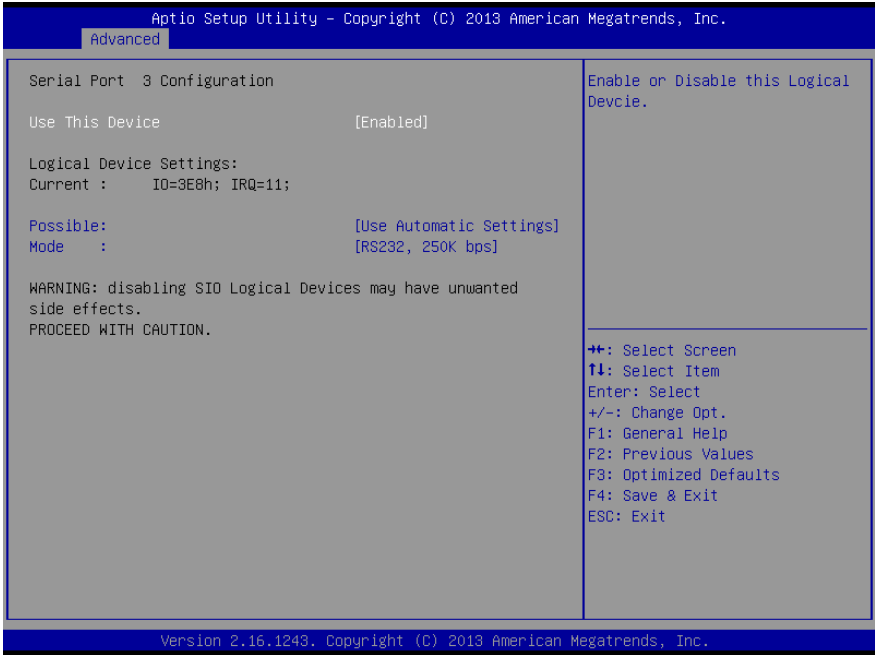 Aptio Setup Utility – Copyright (C) 2013 American Megatrends, Inc.
Advanced
Serial Port  3 Configuration
Use This Device [Enabled]
Logical Device Settings:
Current : IO=3E8h; IRQ=11;
Possible: [Use Automatic Settings]
Mode : [RS232, 250K bps]
WARNING: disabling SIO Logical Devices may have unwanted
side effects.
PROCEED WITH CAUTION.
Enable or Disable this Logical
Devcie.
→←: Select Screen
↑↓: Select Item
Enter: Select
+/-: Change Opt.
F1: General Help
F2: Previous Values
F3: Optimized Defaults
F4: Save & Exit
ESC: Exit
Version 2.16.1243. Copyright (C) 2013 American Megatrends, Inc.